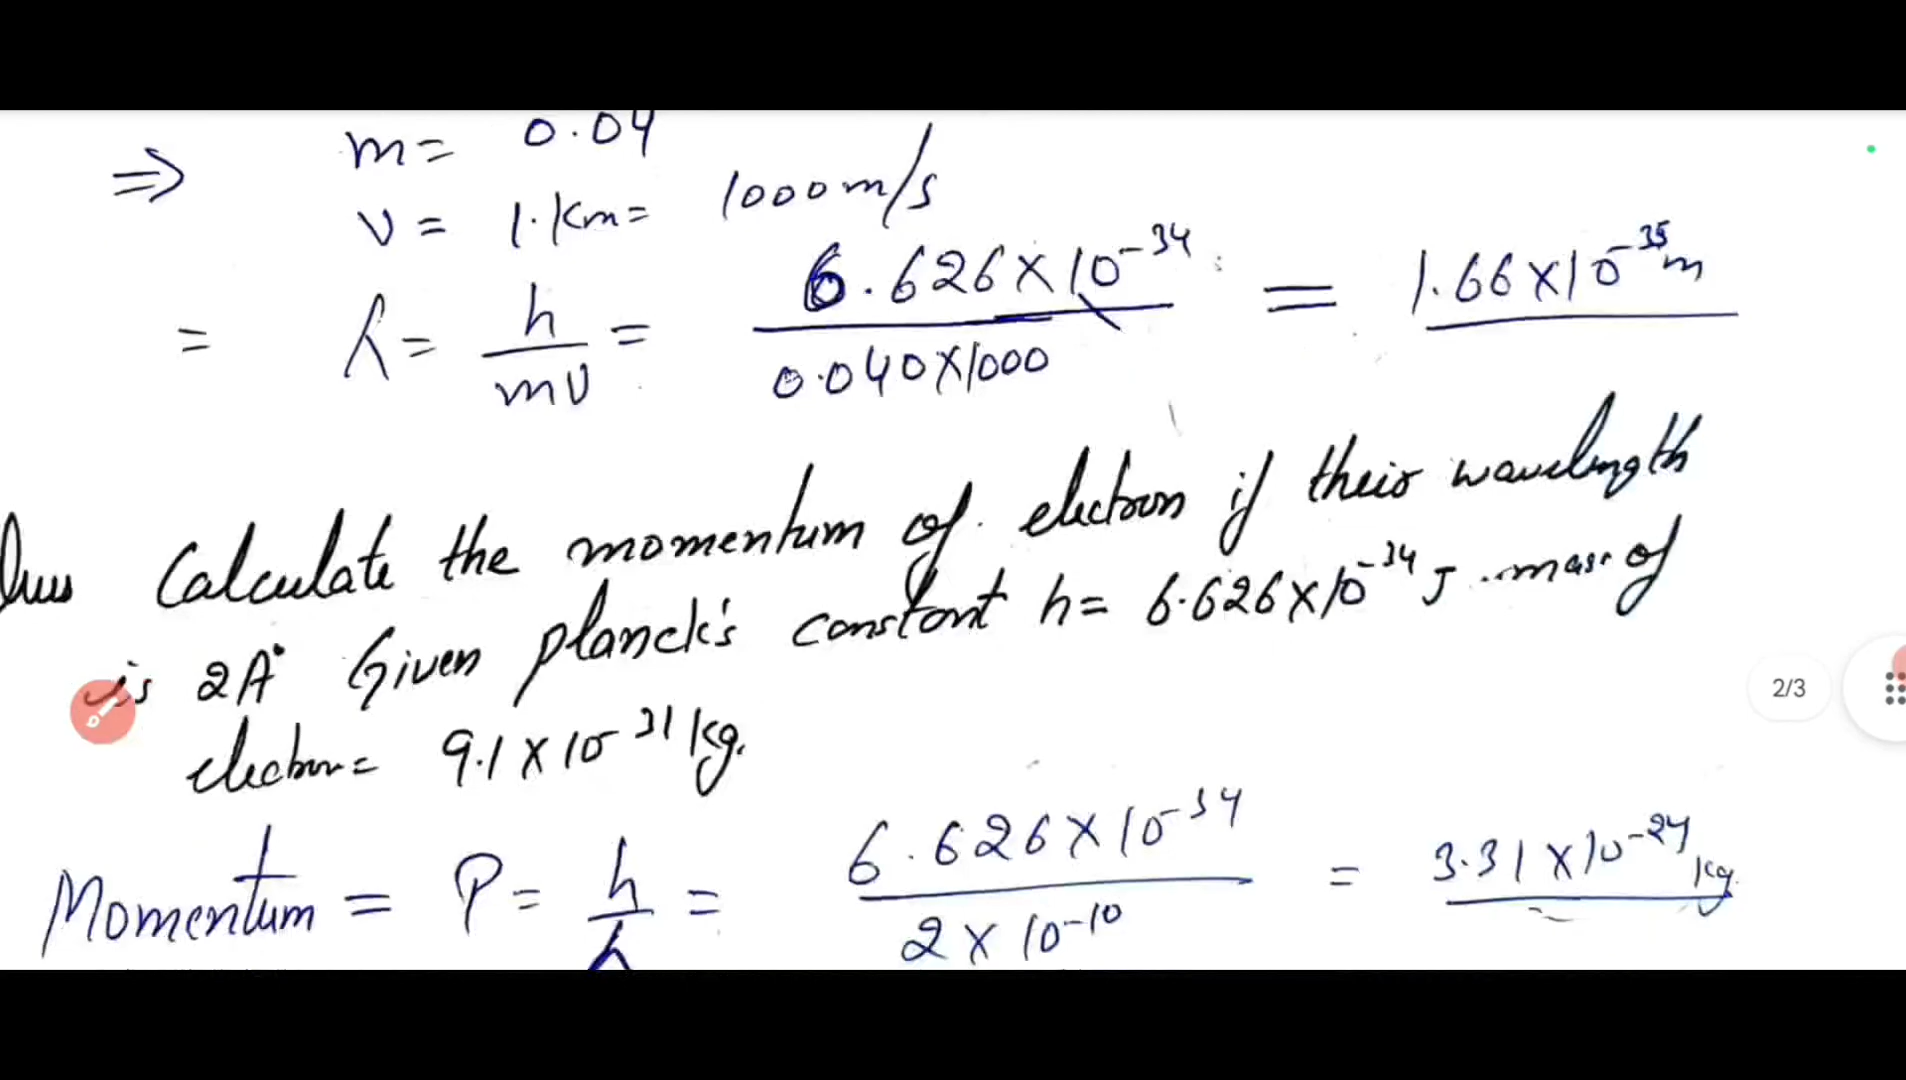 ⇒ m = 0.04
v = 1.km = 1000 m/s
= λ = h/mv = 6.626×10⁻³⁴ / 0.040×1000 = 1.66×10⁻³⁵ m
Calculate the momentum of electron if their wavelength
is 2A° Given planck's constant h = 6.626×10⁻³⁴ J . mass of
electron = 9.1×10⁻³¹ kg.
2/3
Momentum = P = h/λ = 6.626×10⁻³⁴ / 2×10⁻¹⁰ = 3.31×10⁻²⁴ kg.